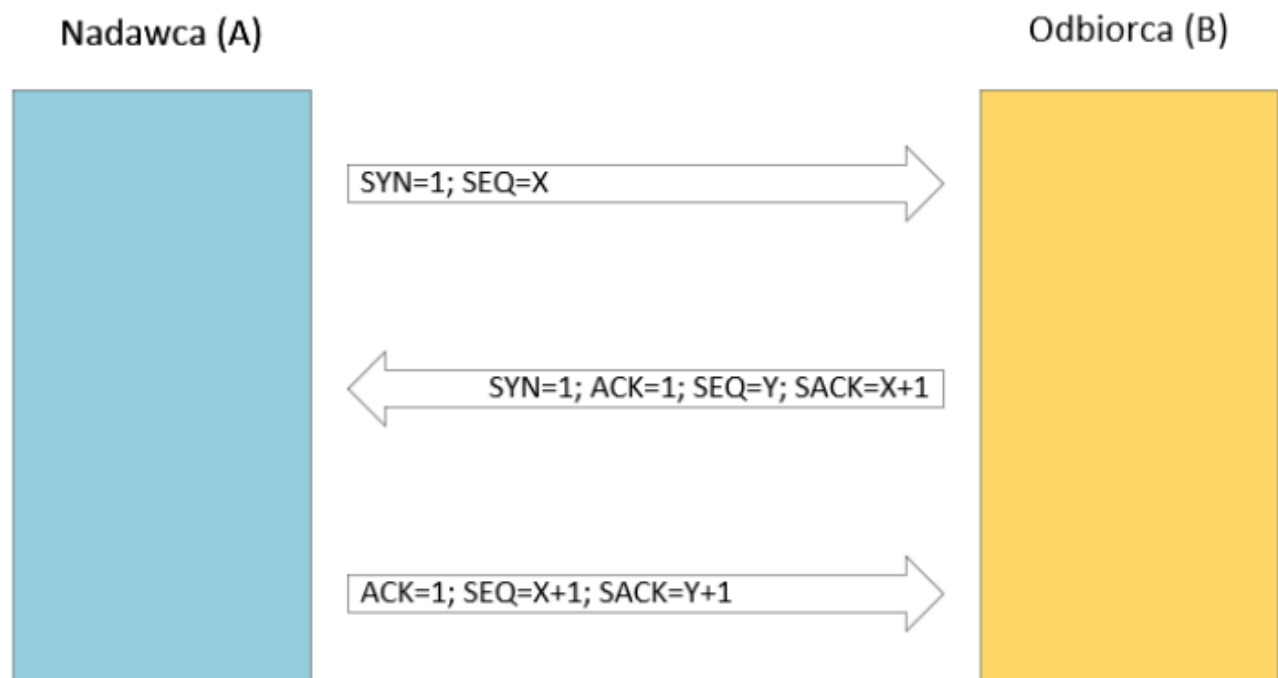 Nadawca (A)
Odbiorca (B)
SYN=1; SEQ=X
SYN=1; ACK=1; SEQ=Y; SACK=X+1
ACK=1; SEQ=X+1; SACK=Y+1